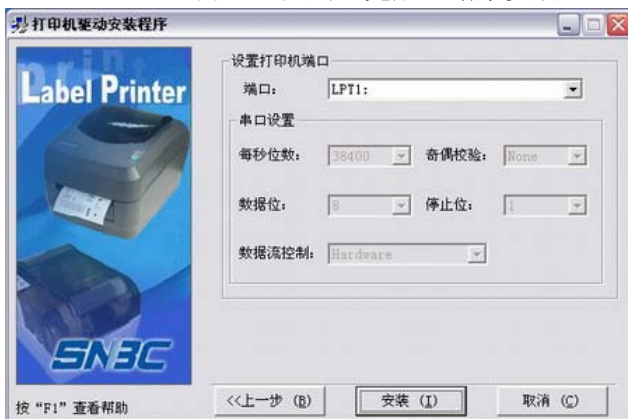 打印机驱动安装程序
Label Printer
设置打印机端口
端口： LPT1:
串口设置
每秒位数： 38400 奇偶校验： None
数据位： 8 停止位： 1
数据流控制： Hardware
SNBC
按 “F1” 查看帮助
<<上一步 (B) 安装 (I) 取消 (C)